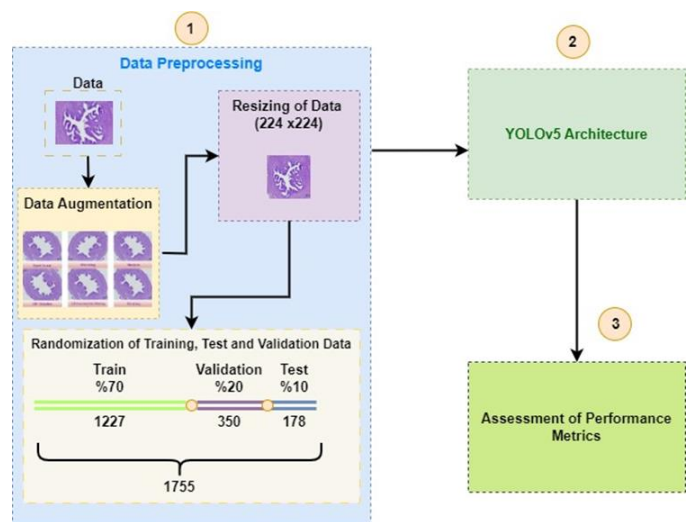 1
Data Preprocessing
Data
Data Augmentation
Resizing of Data
(224 x224)
Randomization of Training, Test and Validation Data
Train
%70
Validation
%20
Test
%10
1227
350
178
1755
2
YOLOv5 Architecture
3
Assessment of Performance
Metrics